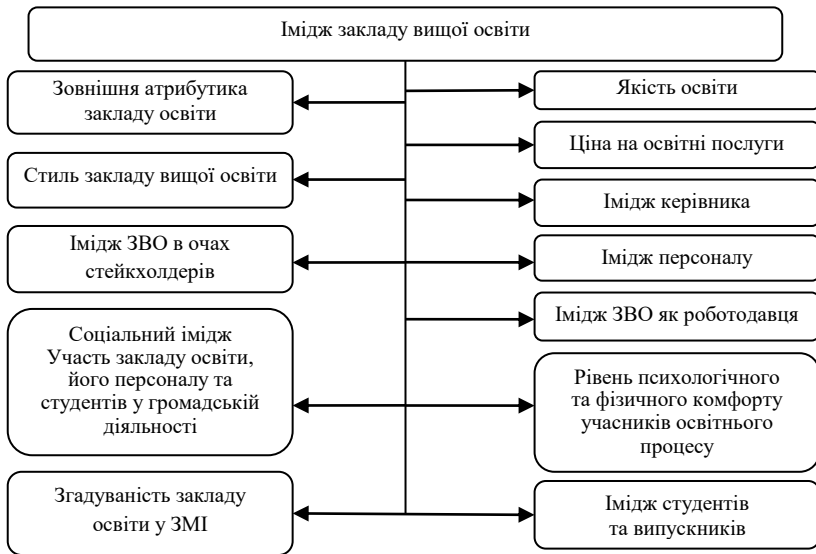 Імідж закладу вищої освіти
Зовнішня атрибутика
закладу освіти
Стиль закладу вищої освіти
Імідж ЗВО в очах
стейкхолдерів
Соціальний імідж
Участь закладу освіти,
його персоналу та
студентів у громадській
діяльності
Згадуваність закладу
освіти у ЗМІ
Якість освіти
Ціна на освітні послуги
Імідж керівника
Імідж персоналу
Імідж ЗВО як роботодавця
Рівень психологічного
та фізичного комфорту
учасників освітнього
процесу
Імідж студентів
та випускників